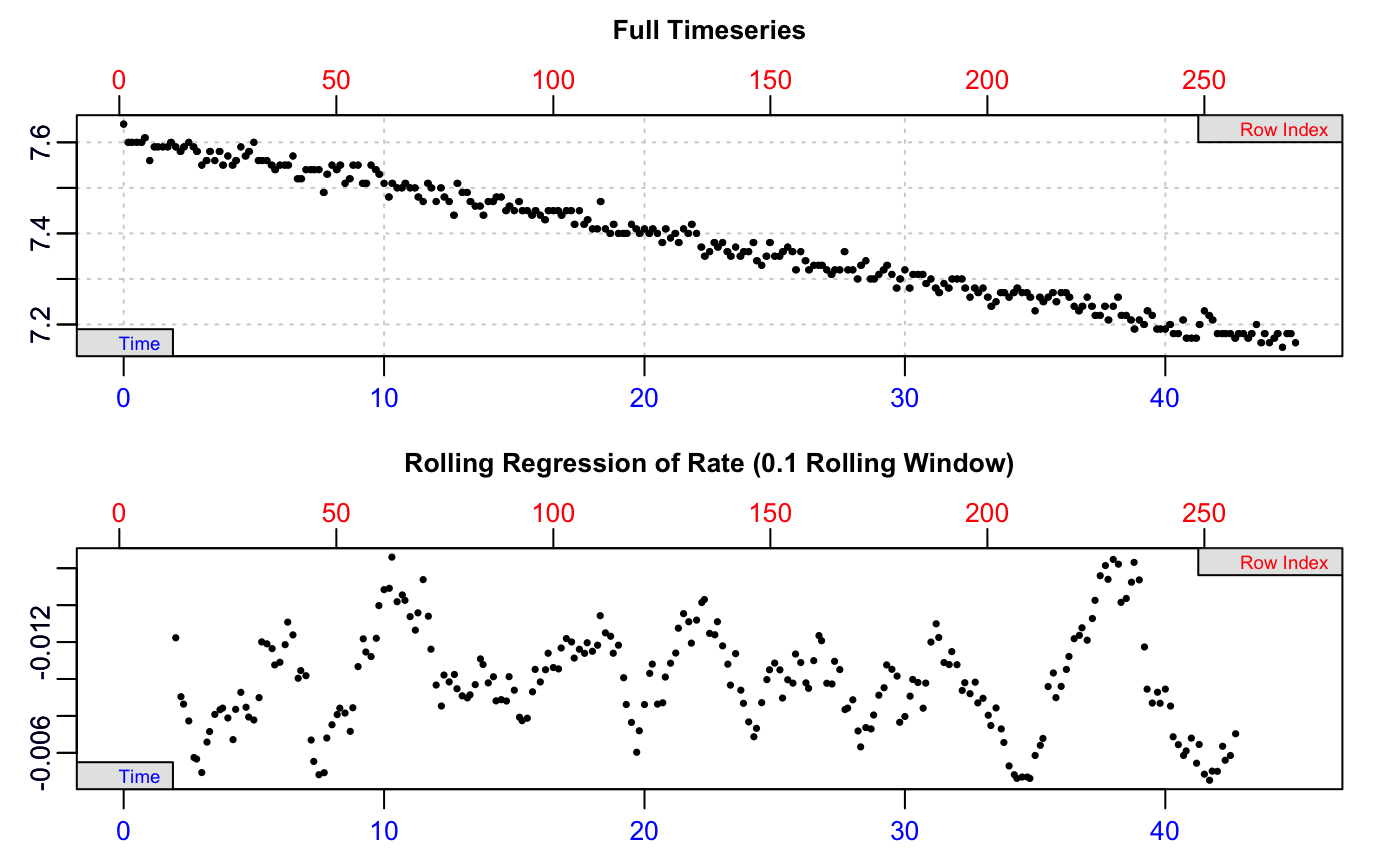 Full Timeseries
0 50 100 150 200 250
Row Index
7.6
7.4
7.2
Time
0 10 20 30 40
Rolling Regression of Rate (0.1 Rolling Window)
0 50 100 150 200 250
Row Index
-0.012
-0.006
Time
0 10 20 30 40